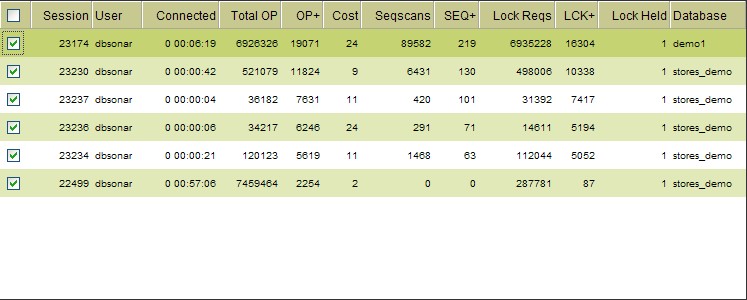 Session User Connected Total OP OP+ Cost Seqscans SEQ+ Lock Reqs LCK+ Lock Held Database
23174 dbsonar 0 00:06:19 6926326 19071 24 89582 219 6935228 16304 1 demo1
23230 dbsonar 0 00:00:42 521079 11824 9 6431 130 498006 10338 1 stores_demo
23237 dbsonar 0 00:00:04 36182 7631 11 420 101 31392 7417 1 stores_demo
23236 dbsonar 0 00:00:06 34217 6246 24 291 71 14611 5194 1 stores_demo
23234 dbsonar 0 00:00:21 120123 5619 11 1468 63 112044 5052 1 stores_demo
22499 dbsonar 0 00:57:06 7459464 2254 2 0 0 287781 87 1 stores_demo